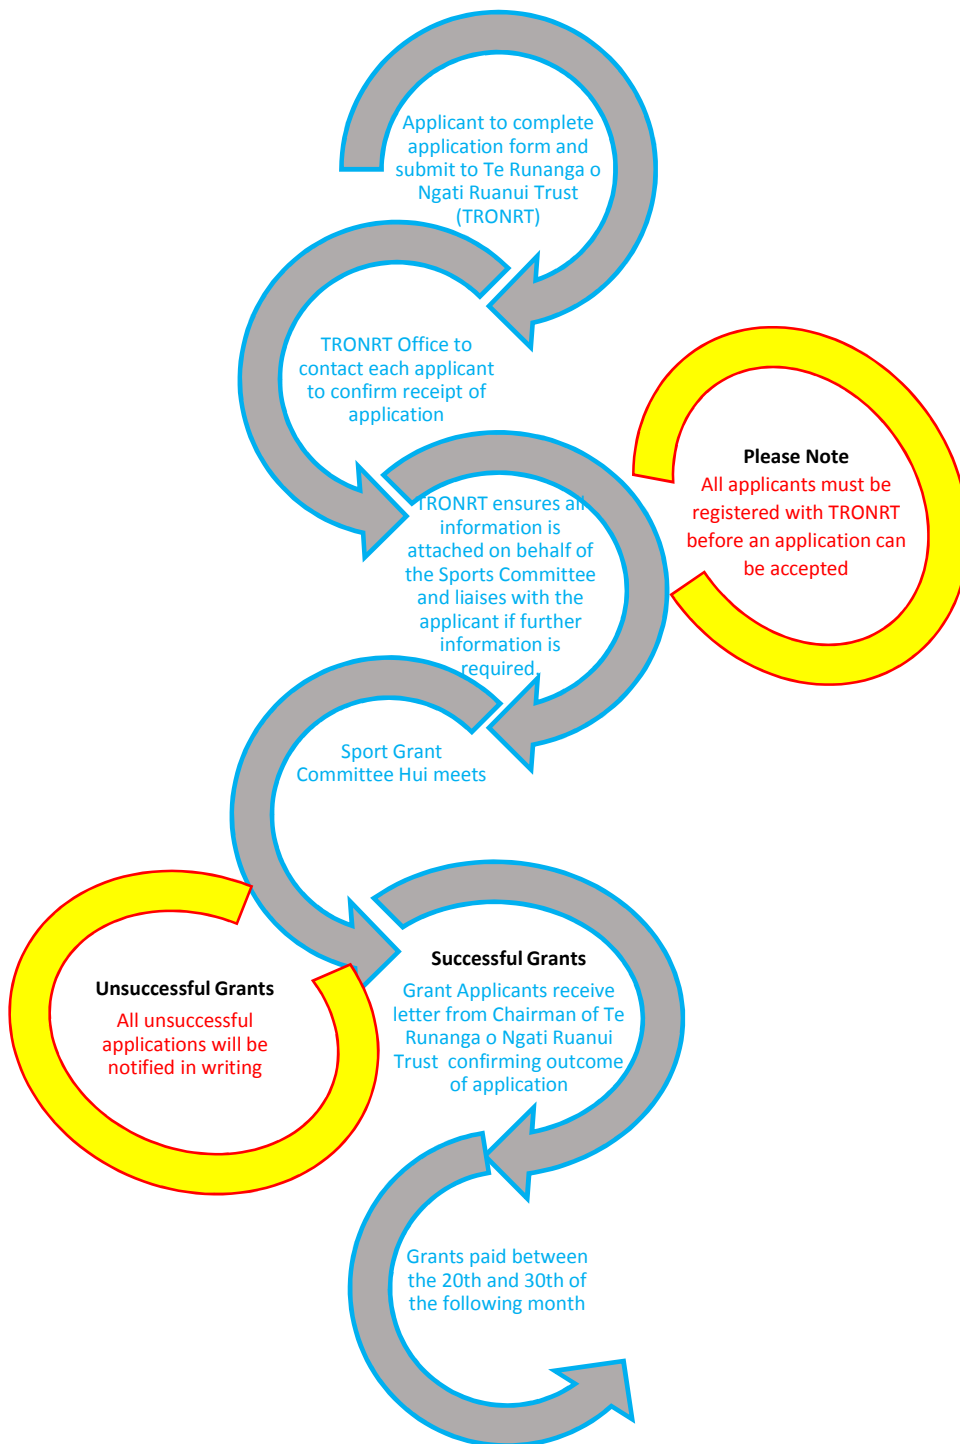 Applicant to complete
application form and
submit to Te Runanga o
Ngati Ruanui Trust
(TRONRT)
TRONRT Office to
contact each applicant
to confirm receipt of
application
Please Note
All applicants must be
registered with TRONRT
before an application can
be accepted
TRONRT ensures all
information is
attached on behalf of
the Sports Committee
and liaises with the
applicant if further
information is
required.
Sport Grant
Committee Hui meets
Successful Grants
Grant Applicants receive
letter from Chairman of Te
Runanga o Ngati Ruanui
Trust confirming outcome
of application
Unsuccessful Grants
All unsuccessful
applications will be
notified in writing
Grants paid between
the 20th and 30th of
the following month